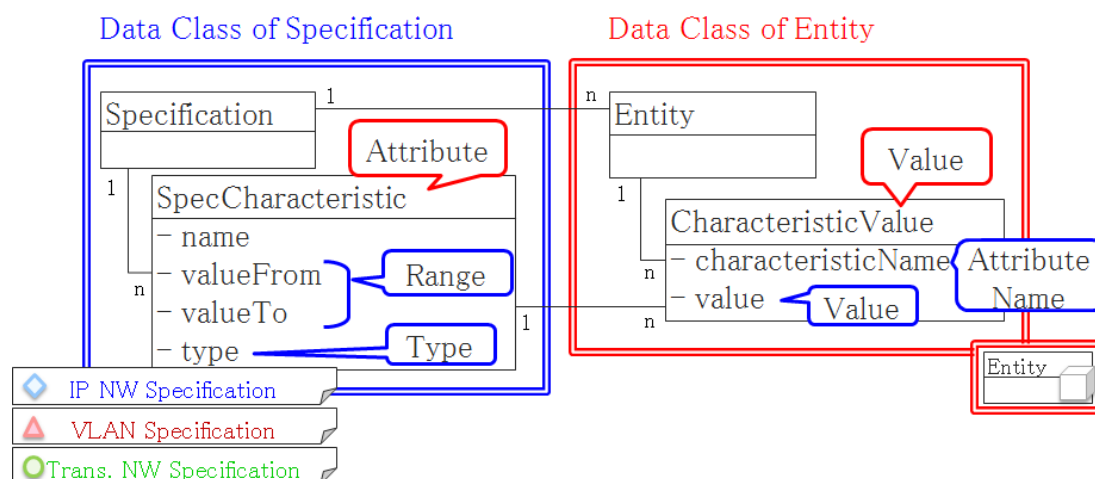 Data Class of Specification
Data Class of Entity
1
n
Specification
Entity
Attribute
Value
1
1
SpecCharacteristic
CharacteristicValue
- name
- valueFrom
- valueTo
- type
Range
Type
n
1
n
n
- characteristicName
- value
Attribute
Name
Value
Entity
IP NW Specification
VLAN Specification
Trans. NW Specification